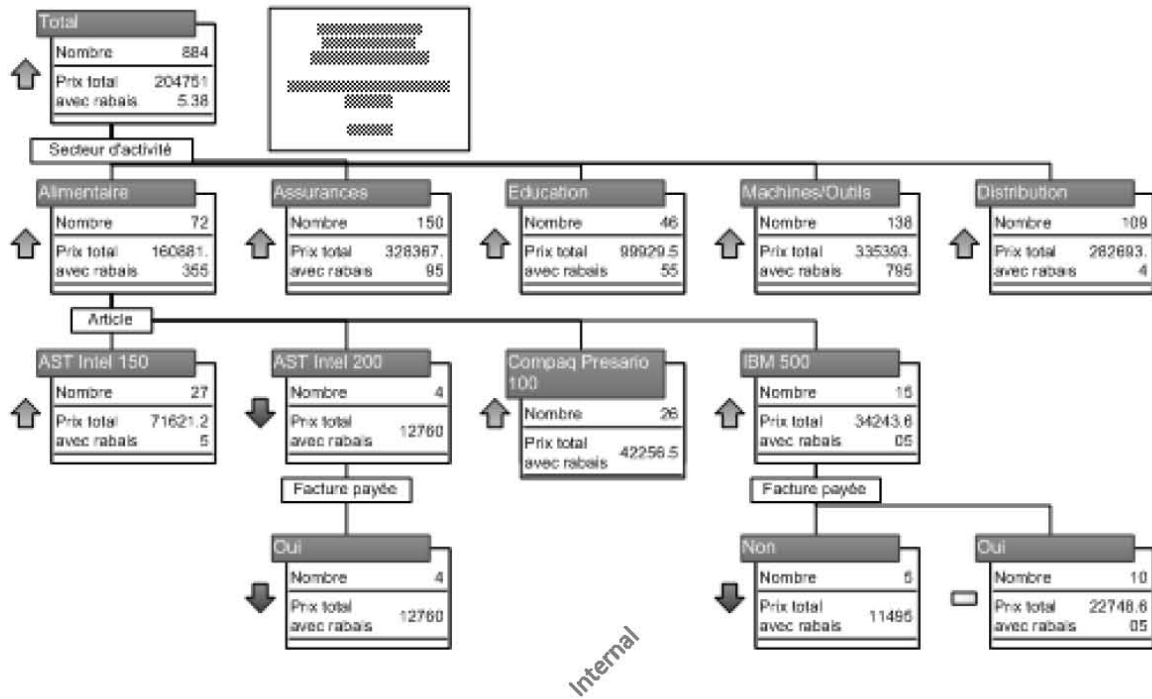 Total
Nombre 884
Prix total 204751
avec rabais 5.38
Secteur d'activité
Alimentaire
Nombre 72
Prix total 160881.
avec rabais 355
Assurances
Nombre 150
Prix total 328367.
avec rabais 95
Education
Nombre 46
Prix total 99929.5
avec rabais 55
Machines/Outils
Nombre 138
Prix total 335393.
avec rabais 795
Distribution
Nombre 109
Prix total 282693.
avec rabais 4
Article
AST Intel 150
Nombre 27
Prix total 71621.2
avec rabais 5
AST Intel 200
Nombre 4
Prix total
avec rabais 12760
Compaq Presario
100
Nombre 26
Prix total
avec rabais 42256.5
IBM 500
Nombre 15
Prix total 34243.6
avec rabais 05
Facture payée
Facture payée
Oui
Nombre 4
Prix total
avec rabais 12760
Non
Nombre 5
Prix total
avec rabais 11495
Oui
Nombre 10
Prix total 22748.6
avec rabais 05
Internal